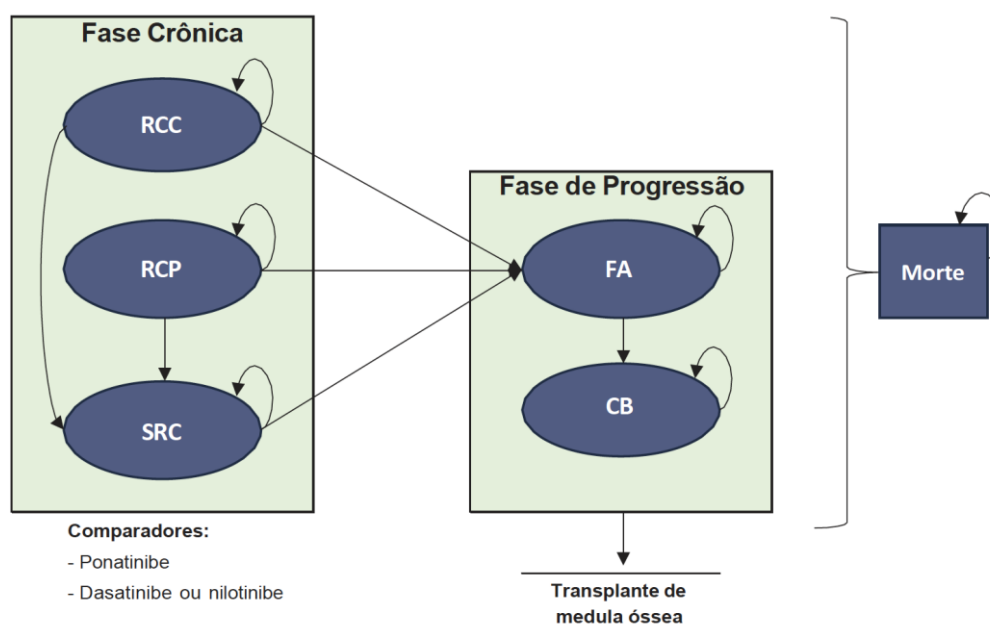 Fase Crônica
RCC
RCP
SRC
Comparadores:
- Ponatinibe
- Dasatinibe ou nilotinibe
Fase de Progressão
FA
CB
Transplante de
medula óssea
Morte